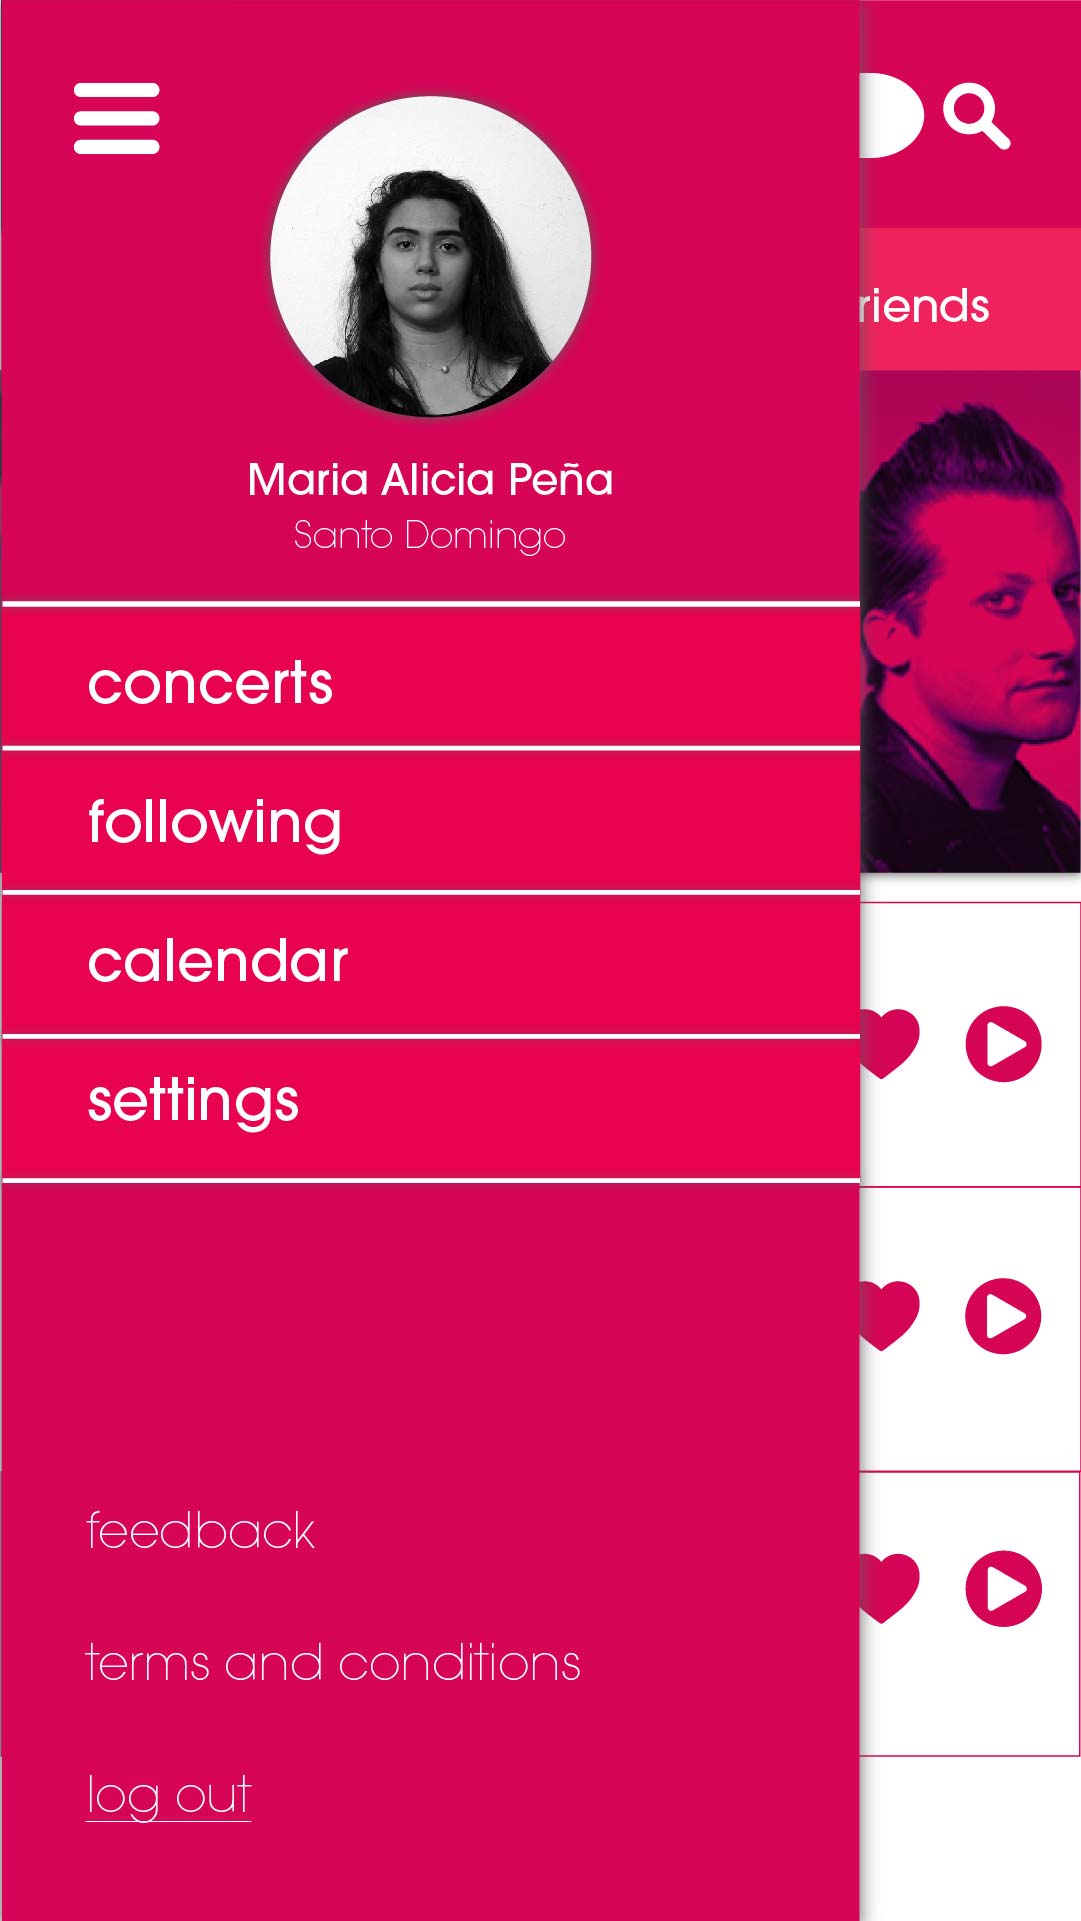 Maria Alicia Peña
Santo Domingo
riends
concerts
following
calendar
settings
feedback
terms and conditions
log out